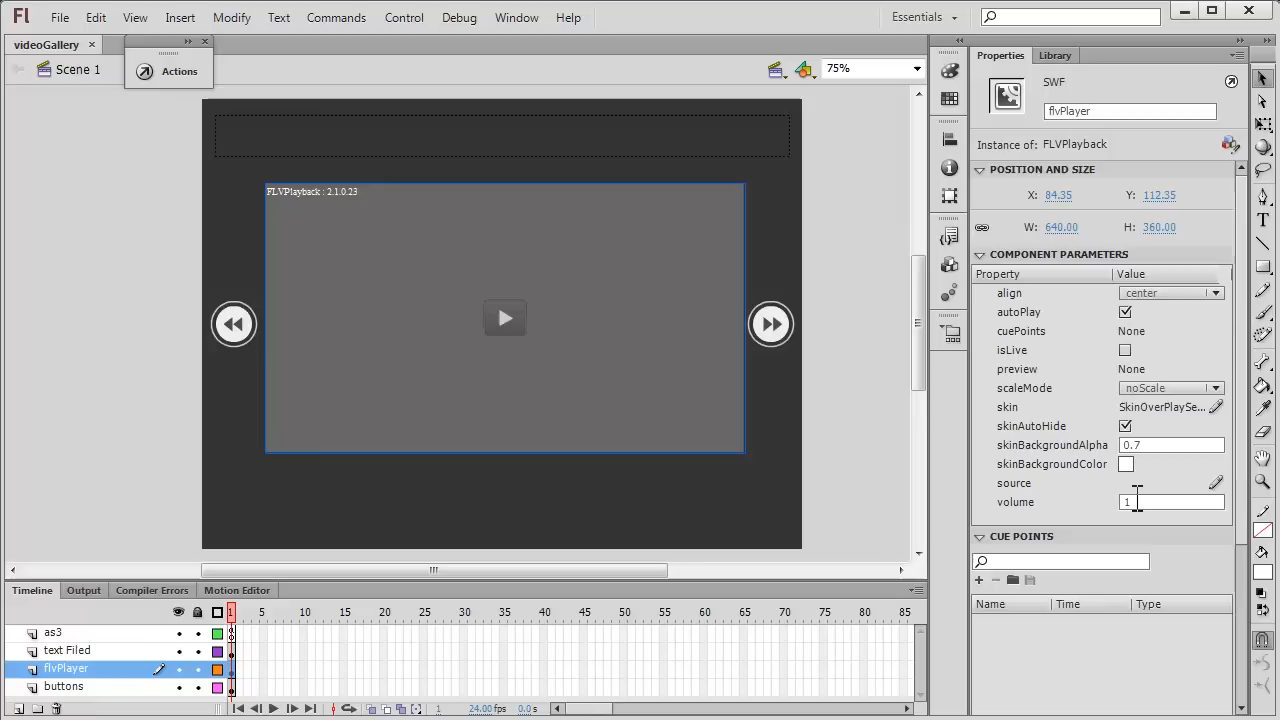 Fl File Edit View Insert Modify Text Commands Control Debug Window Help Essentials
videoGallery
Actions
Scene 1
75%
FLVPlayback : 2.1.0.23
Properties Library
SWF
flvPlayer
Instance of: FLVPlayback
POSITION AND SIZE
X: 84.35 Y: 112.35
W: 640.00 H: 360.00
COMPONENT PARAMETERS
Property Value
align center
autoPlay
cuePoints None
isLive
preview None
scaleMode noScale
skin SkinOverPlaySe...
skinAutoHide
skinBackgroundAlpha 0.7
skinBackgroundColor
source
volume 1
CUE POINTS
Name Time Type
Timeline Output Compiler Errors Motion Editor
1 5 10 15 20 25 30 35 40 45 50 55 60 65 70 75 80 85
as3
text Filed
flvPlayer
buttons
1 24.00 fps 0.0 s